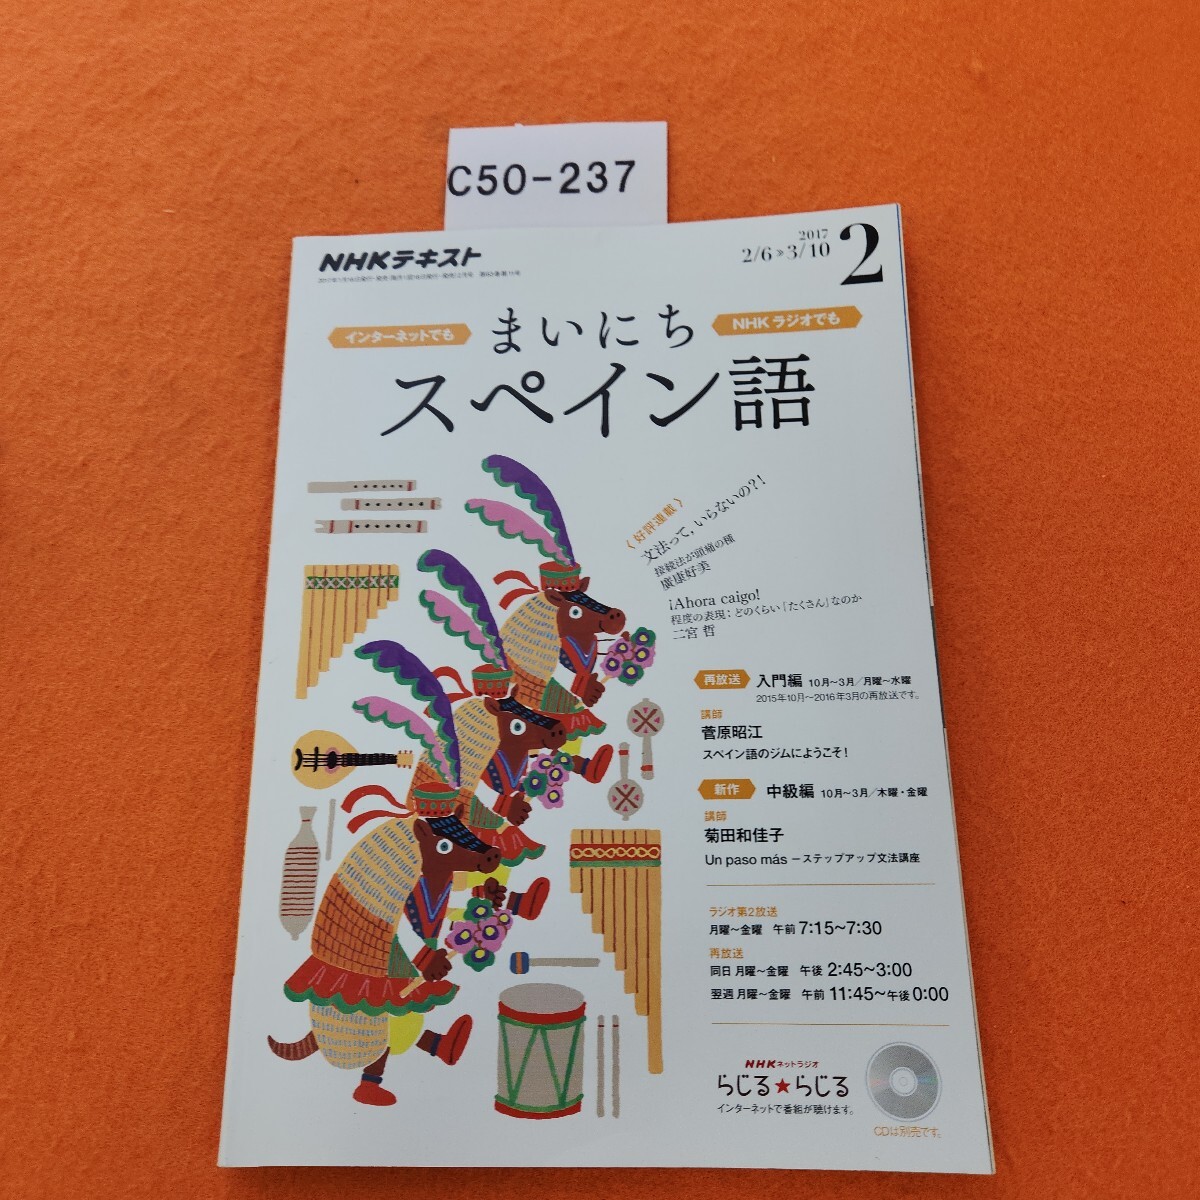 C50-237
NHKテキスト
2017
2/6 » 3/10
2
インターネットでも
まいにち
NHK ラジオでも
スペイン語
〈好評連載〉
文法って，いらないの?!
接続法が頭痛の種
廣康好美
¡Ahora caigo!
程度の表現：どのくらい「たくさん」なのか
二宮 哲
再放送 入門編 10月〜3月／月曜〜水曜
2015年10月〜2016年3月の再放送です。
講師
菅原昭江
スペイン語のジムにようこそ！
新作 中級編 10月〜3月／木曜・金曜
講師
菊田和佳子
Un paso más －ステップアップ文法講座
ラジオ第2放送
月曜〜金曜 午前7:15〜7:30
再放送
同日 月曜〜金曜 午後 2:45〜3:00
翌週 月曜〜金曜 午前 11:45〜午後0:00
NHKネットラジオ
らじる★らじる
インターネットで番組が聴けます。
CDは別売です。